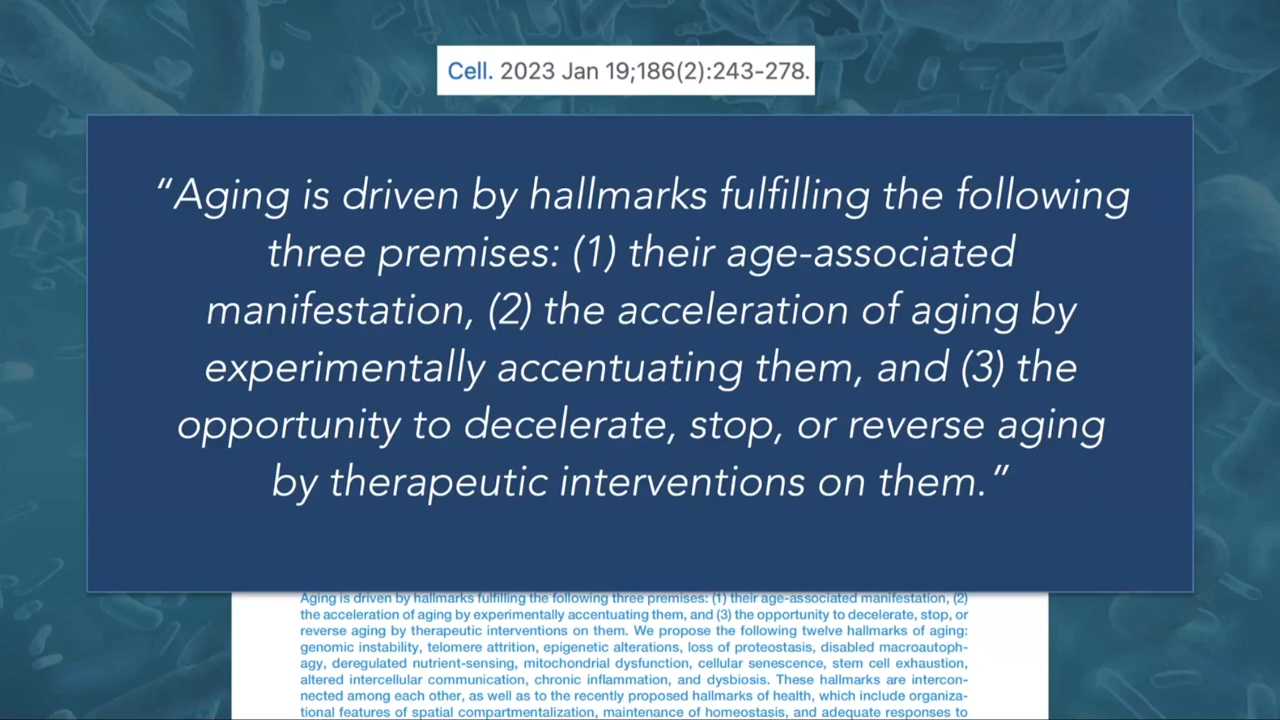 Cell. 2023 Jan 19;186(2):243-278.
“Aging is driven by hallmarks fulfilling the following
three premises: (1) their age-associated
manifestation, (2) the acceleration of aging by
experimentally accentuating them, and (3) the
opportunity to decelerate, stop, or reverse aging
by therapeutic interventions on them.”
Aging is driven by hallmarks fulfilling the following three premises: (1) their age-associated manifestation, (2)
the acceleration of aging by experimentally accentuating them, and (3) the opportunity to decelerate, stop, or
reverse aging by therapeutic interventions on them. We propose the following twelve hallmarks of aging:
genomic instability, telomere attrition, epigenetic alterations, loss of proteostasis, disabled macroautoph-
agy, deregulated nutrient-sensing, mitochondrial dysfunction, cellular senescence, stem cell exhaustion,
altered intercellular communication, chronic inflammation, and dysbiosis. These hallmarks are intercon-
nected among each other, as well as to the recently proposed hallmarks of health, which include organiza-
tional features of spatial compartmentalization, maintenance of homeostasis, and adequate responses to